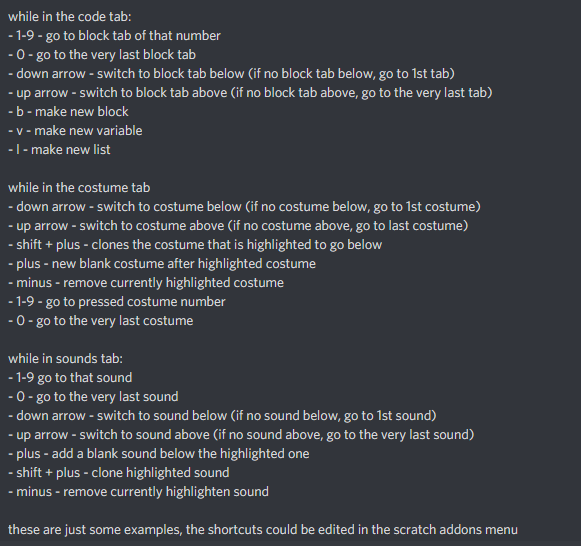 while in the code tab:
- 1-9 - go to block tab of that number
- 0 - go to the very last block tab
- down arrow - switch to block tab below (if no block tab below, go to 1st tab)
- up arrow - switch to block tab above (if no block tab above, go to the very last tab)
- b - make new block
- v - make new variable
- l - make new list
while in the costume tab
- down arrow - switch to costume below (if no costume below, go to 1st costume)
- up arrow - switch to costume above (if no costume above, go to last costume)
- shift + plus - clones the costume that is highlighted to go below
- plus - new blank costume after highlighted costume
- minus - remove currently highlighted costume
- 1-9 - go to pressed costume number
- 0 - go to the very last costume
while in sounds tab:
- 1-9 go to that sound
- 0 - go to the very last sound
- down arrow - switch to sound below (if no sound below, go to 1st sound)
- up arrow - switch to sound above (if no sound above, go to the very last sound)
- plus - add a blank sound below the highlighted one
- shift + plus - clone highlighted sound
- minus - remove currently highlighten sound
these are just some examples, the shortcuts could be edited in the scratch addons menu